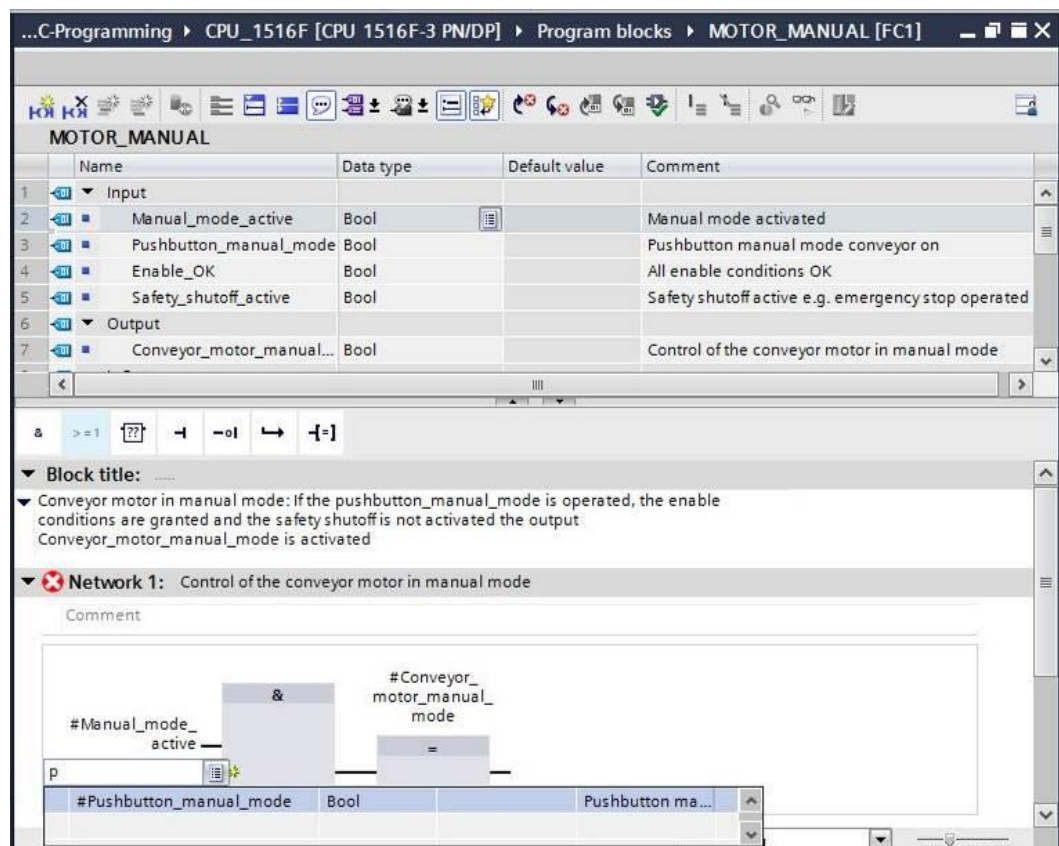 ...C-Programming ▸ CPU_1516F [CPU 1516F-3 PN/DP] ▸ Program blocks ▸ MOTOR_MANUAL [FC1]
MOTOR_MANUAL
Name Data type Default value Comment
1 Input
2 Manual_mode_active Bool Manual mode activated
3 Pushbutton_manual_mode Bool Pushbutton manual mode conveyor on
4 Enable_OK Bool All enable conditions OK
5 Safety_shutoff_active Bool Safety shutoff active e.g. emergency stop operated
6 Output
7 Conveyor_motor_manual... Bool Control of the conveyor motor in manual mode
& >=1 ??
Block title: .....
Conveyor motor in manual mode: If the pushbutton_manual_mode is operated, the enable
conditions are granted and the safety shutoff is not activated the output
Conveyor_motor_manual_mode is activated
Network 1: Control of the conveyor motor in manual mode
Comment
#Conveyor_
motor_manual_
mode
&
=
#Manual_mode_
active
p
#Pushbutton_manual_mode Bool Pushbutton ma...